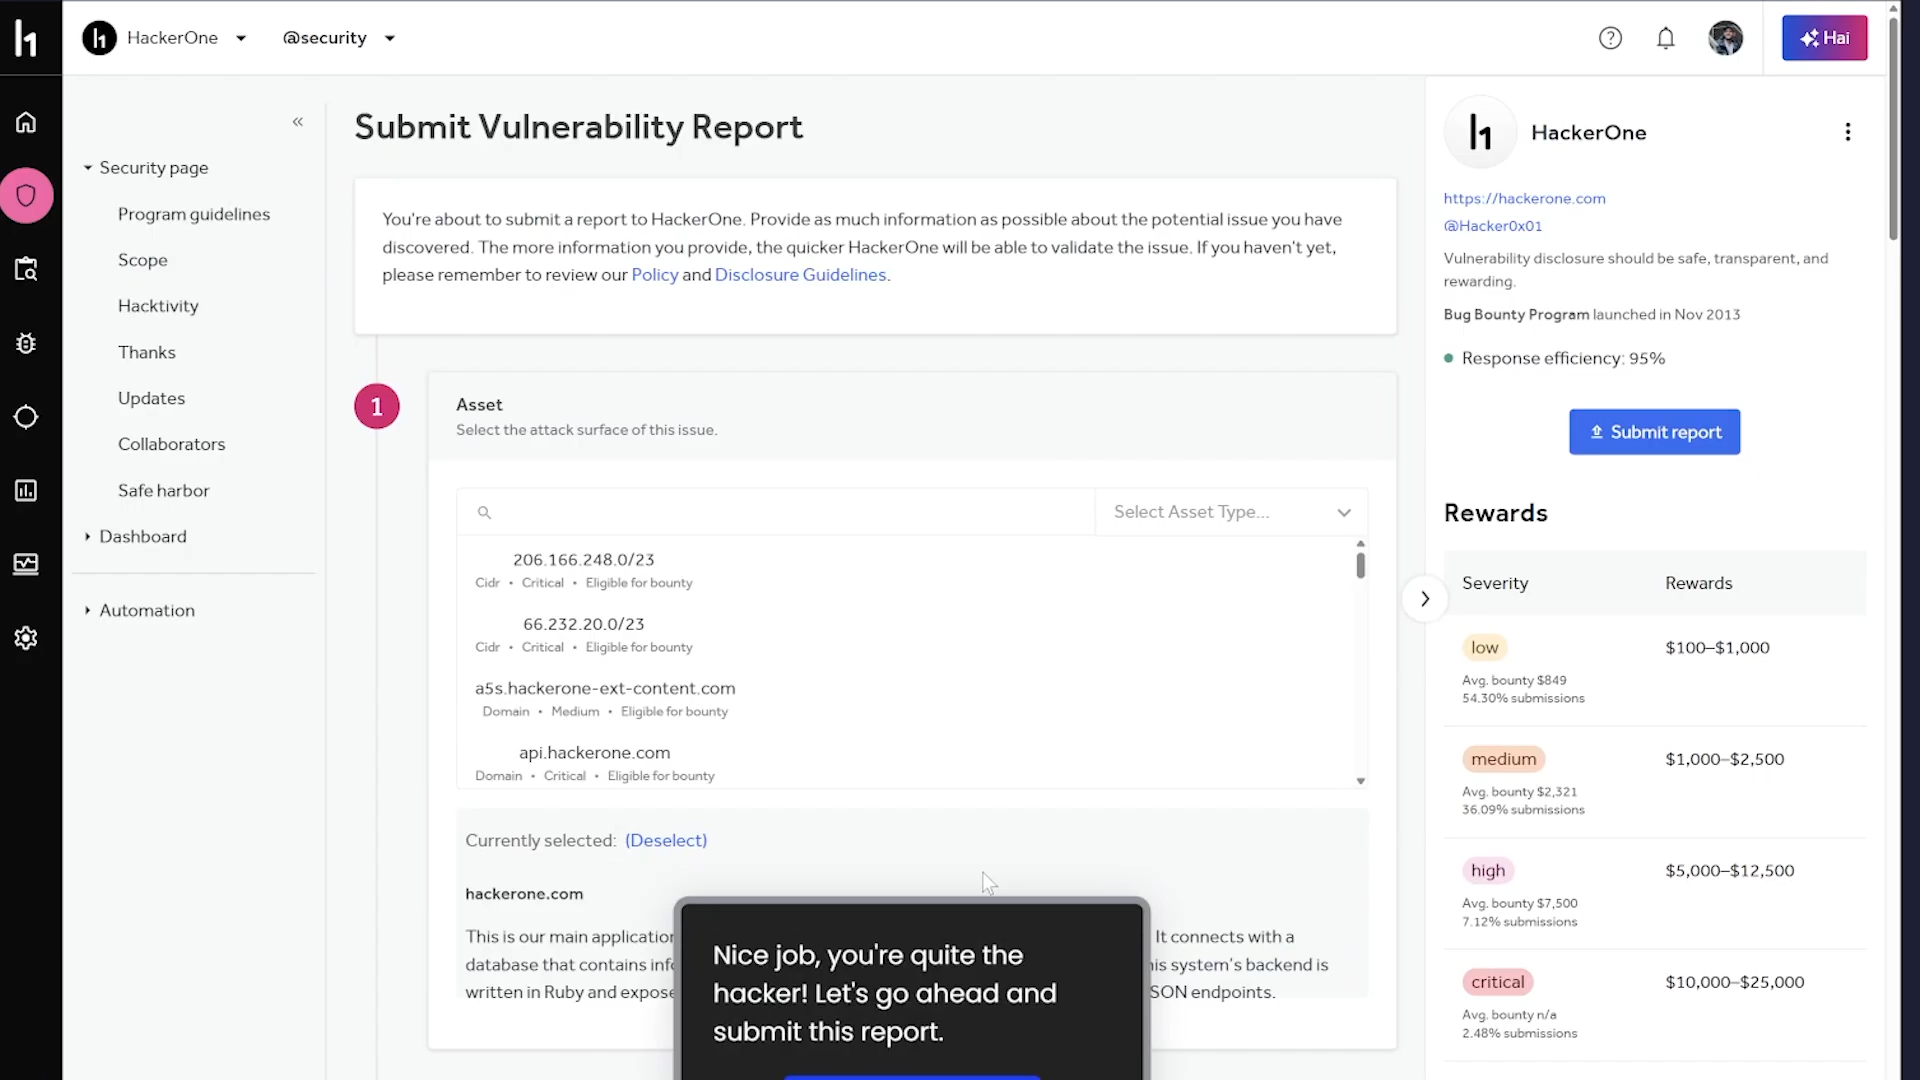 HackerOne
@security
Hai
Security page
Program guidelines
Scope
Hacktivity
Thanks
Updates
Collaborators
Safe harbor
Dashboard
Automation
Submit Vulnerability Report
You're about to submit a report to HackerOne. Provide as much information as possible about the potential issue you have
discovered. The more information you provide, the quicker HackerOne will be able to validate the issue. If you haven't yet,
please remember to review our Policy and Disclosure Guidelines.
1
Asset
Select the attack surface of this issue.
Select Asset Type...
206.166.248.0/23
Cidr • Critical • Eligible for bounty
66.232.20.0/23
Cidr • Critical • Eligible for bounty
a5s.hackerone-ext-content.com
Domain • Medium • Eligible for bounty
api.hackerone.com
Domain • Critical • Eligible for bounty
Currently selected: (Deselect)
hackerone.com
This is our main application It connects with a
database that contains system's backend is
written in Ruby and endpoints.
Nice job, you're quite the
hacker! Let's go ahead and
submit this report.
HackerOne
https://hackerone.com
@Hacker0x01
Vulnerability disclosure should be safe, transparent, and
rewarding.
Bug Bounty Program launched in Nov 2013
Response efficiency: 95%
Submit report
Rewards
Severity Rewards
low $100–$1,000
Avg. bounty $849
54.30% submissions
medium $1,000–$2,500
Avg. bounty $2,321
36.09% submissions
high $5,000–$12,500
Avg. bounty $7,500
7.12% submissions
critical $10,000–$25,000
Avg. bounty n/a
2.48% submissions